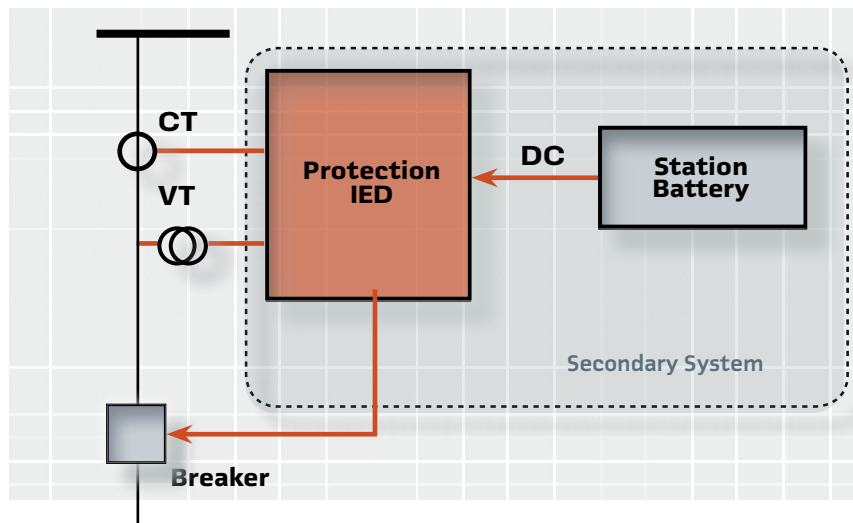 CT
VT
Protection
IED
DC
Station
Battery
Secondary System
Breaker